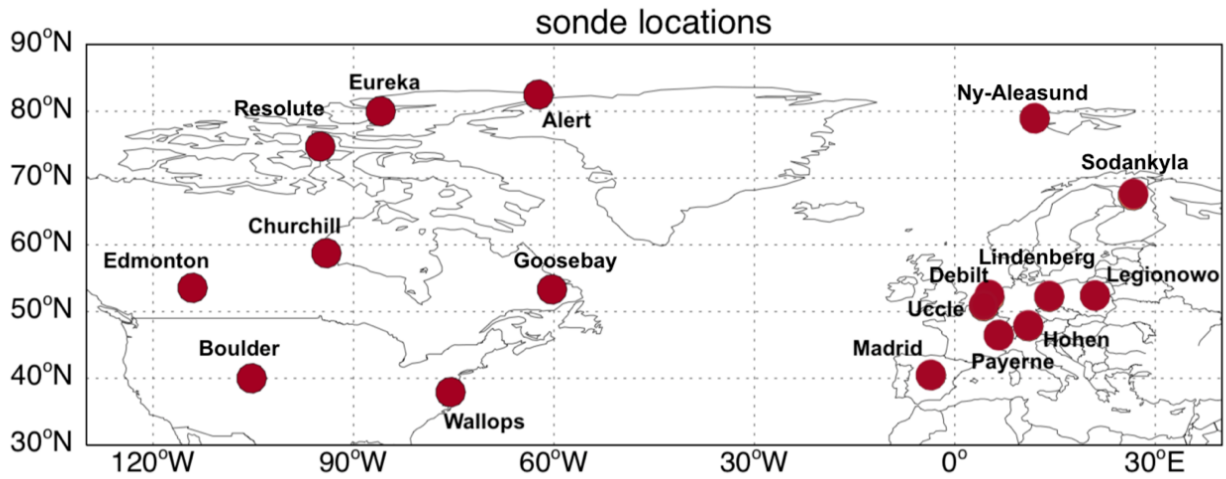 sonde locations
90°N
80°N
70°N
60°N
50°N
40°N
30°N
Eureka
Resolute
Alert
Ny-Aleasund
Sodankyla
Churchill
Edmonton
Goosebay
Lindenberg
Debilt
Legionowo
Uccle
Boulder
Madrid
Hohen
Payerne
Wallops
120°W
90°W
60°W
30°W
0°
30°E